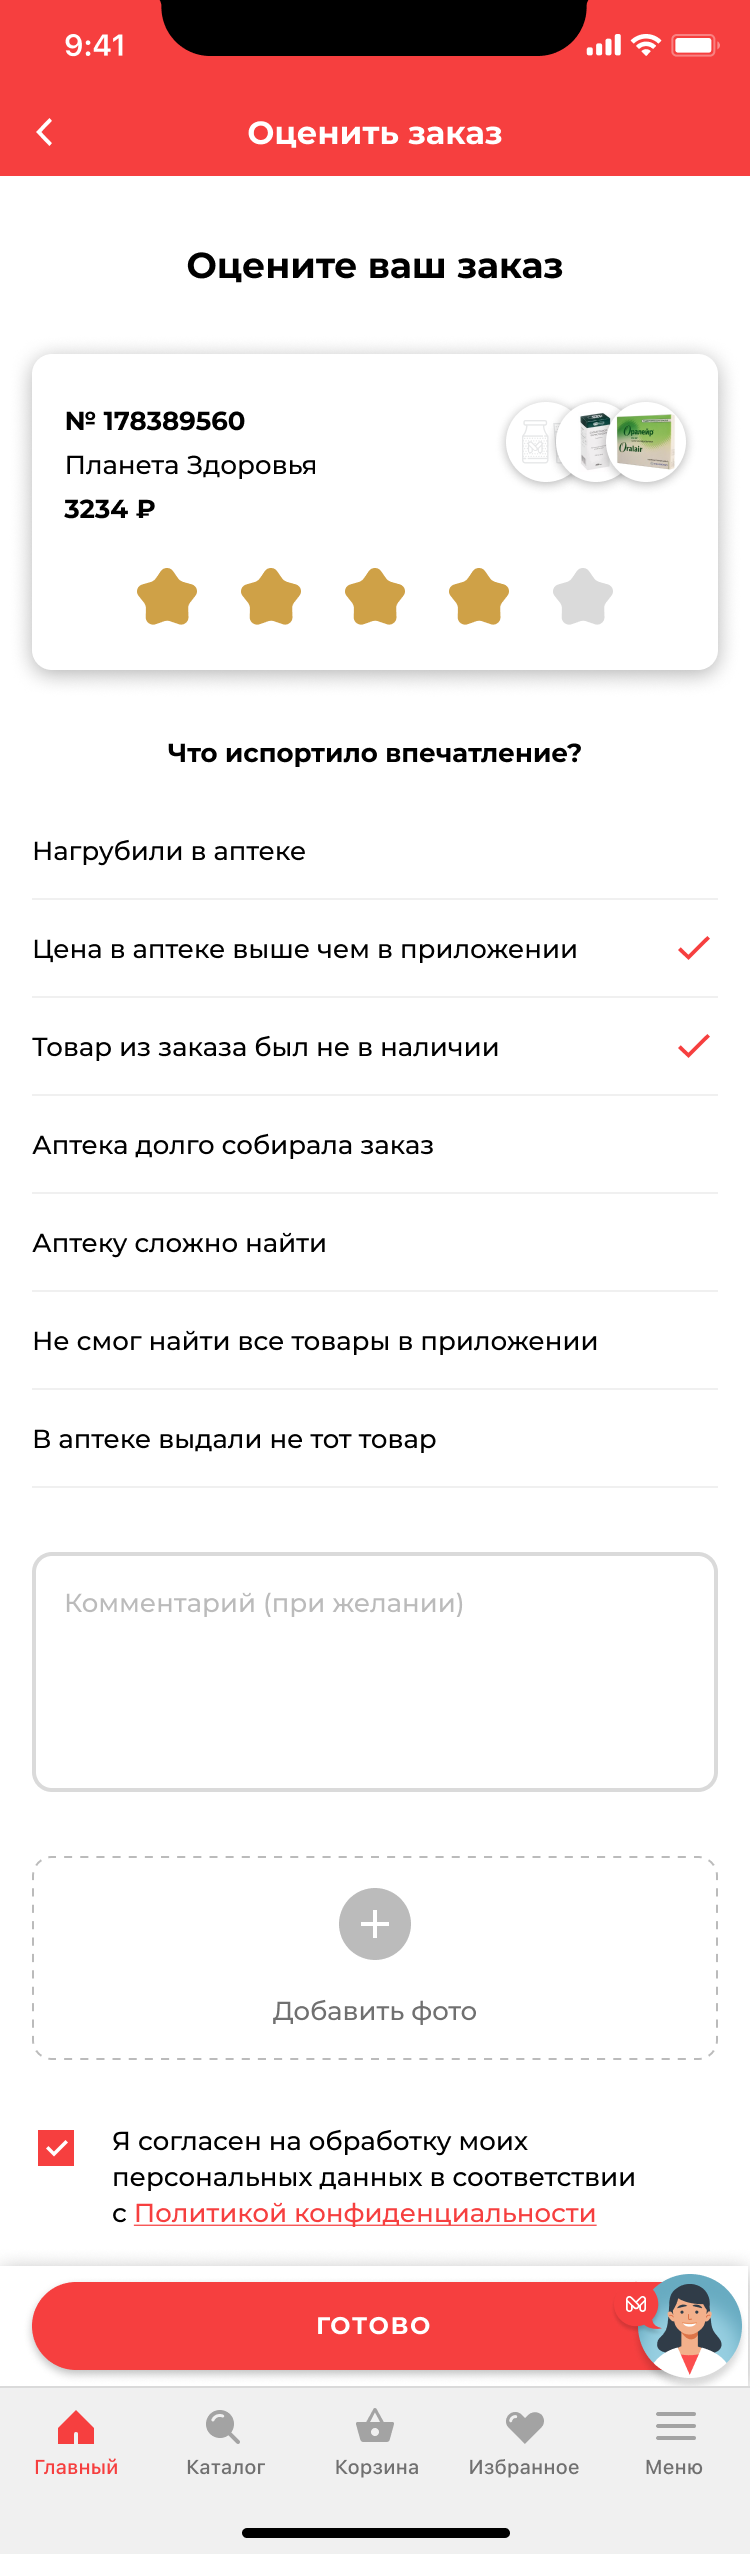 9:41
Оценить заказ
Оцените ваш заказ
№ 178389560
Планета Здоровья
3234 ₽
Оралейр
Oralair
Что испортило впечатление?
Нагрубили в аптеке
Цена в аптеке выше чем в приложении
Товар из заказа был не в наличии
Аптека долго собирала заказ
Аптеку сложно найти
Не смог найти все товары в приложении
В аптеке выдали не тот товар
Комментарий (при желании)
Добавить фото
Я согласен на обработку моих
персональных данных в соответствии
с Политикой конфиденциальности
ГОТОВО
Главный
Каталог
Корзина
Избранное
Меню